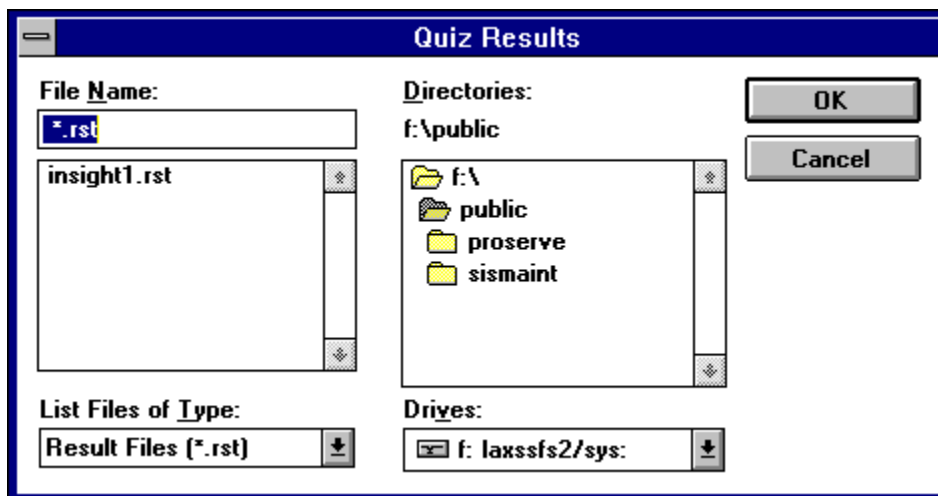 Quiz Results
File Name:
*.rst
insight1.rst
List Files of Type:
Result Files (*.rst)
Directories:
f:\public
f:\
public
proserve
sismaint
Drives:
f: laxssfs2/sys:
OK
Cancel